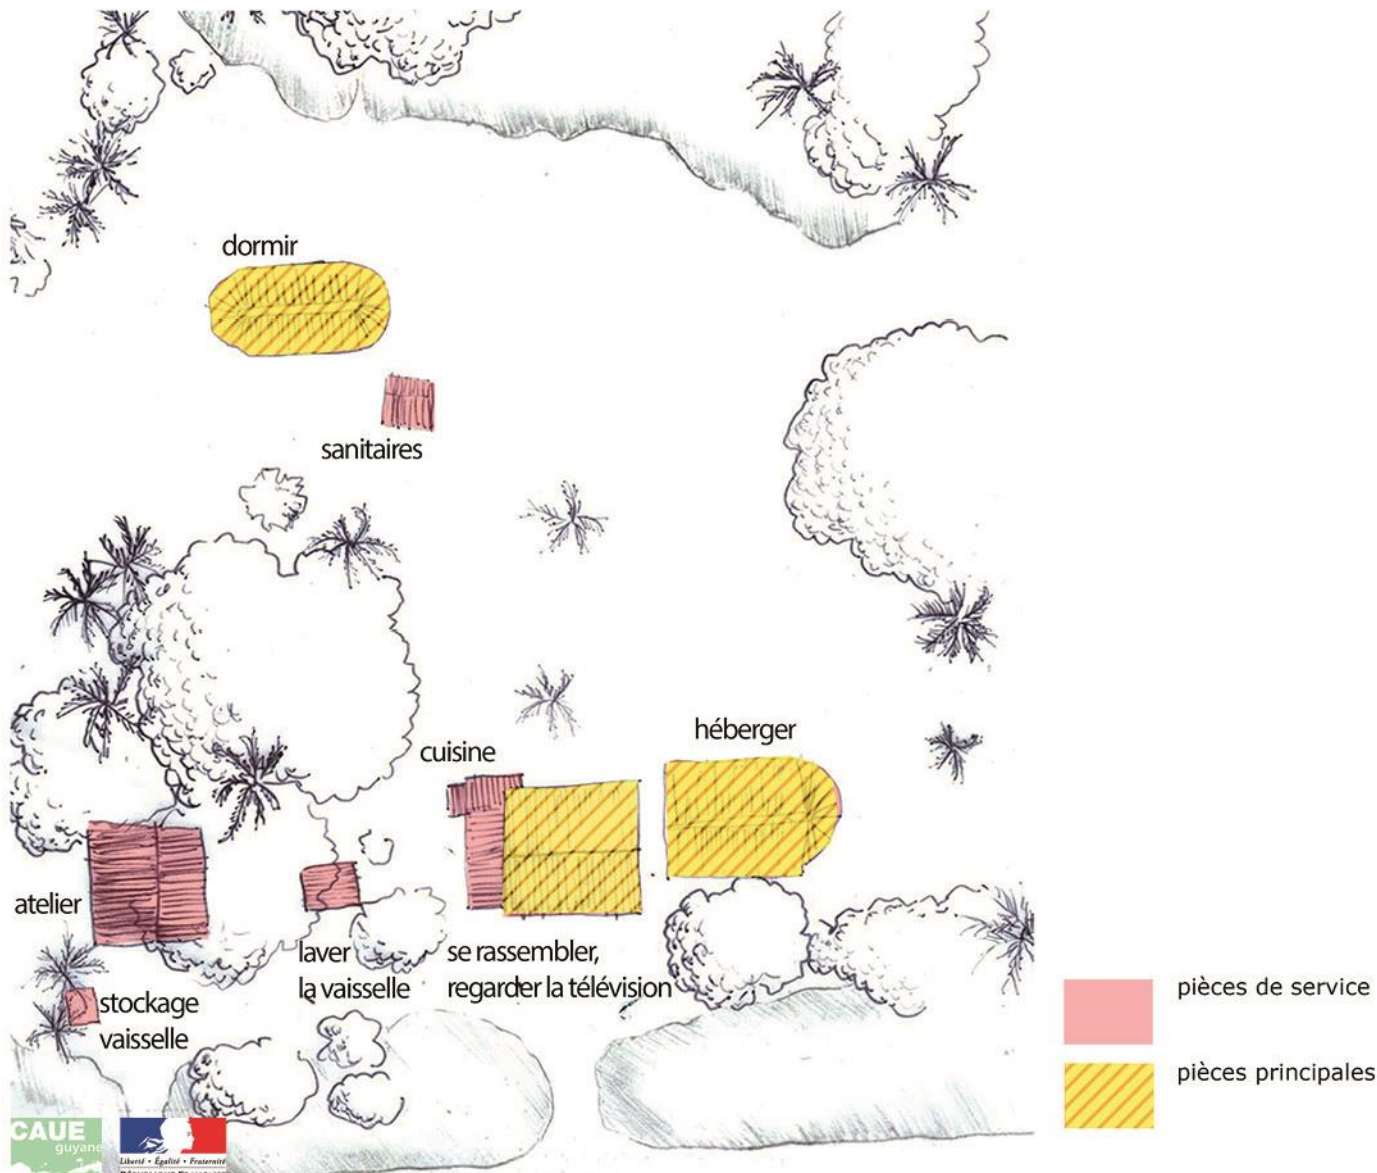 dormir
sanitaires
héberger
cuisine
atelier
laver
la vaisselle
se rassembler,
regarder la télévision
stockage
vaisselle
pièces de service
pièces principales
CAUE
guyane
Liberté • Égalité • Fraternité